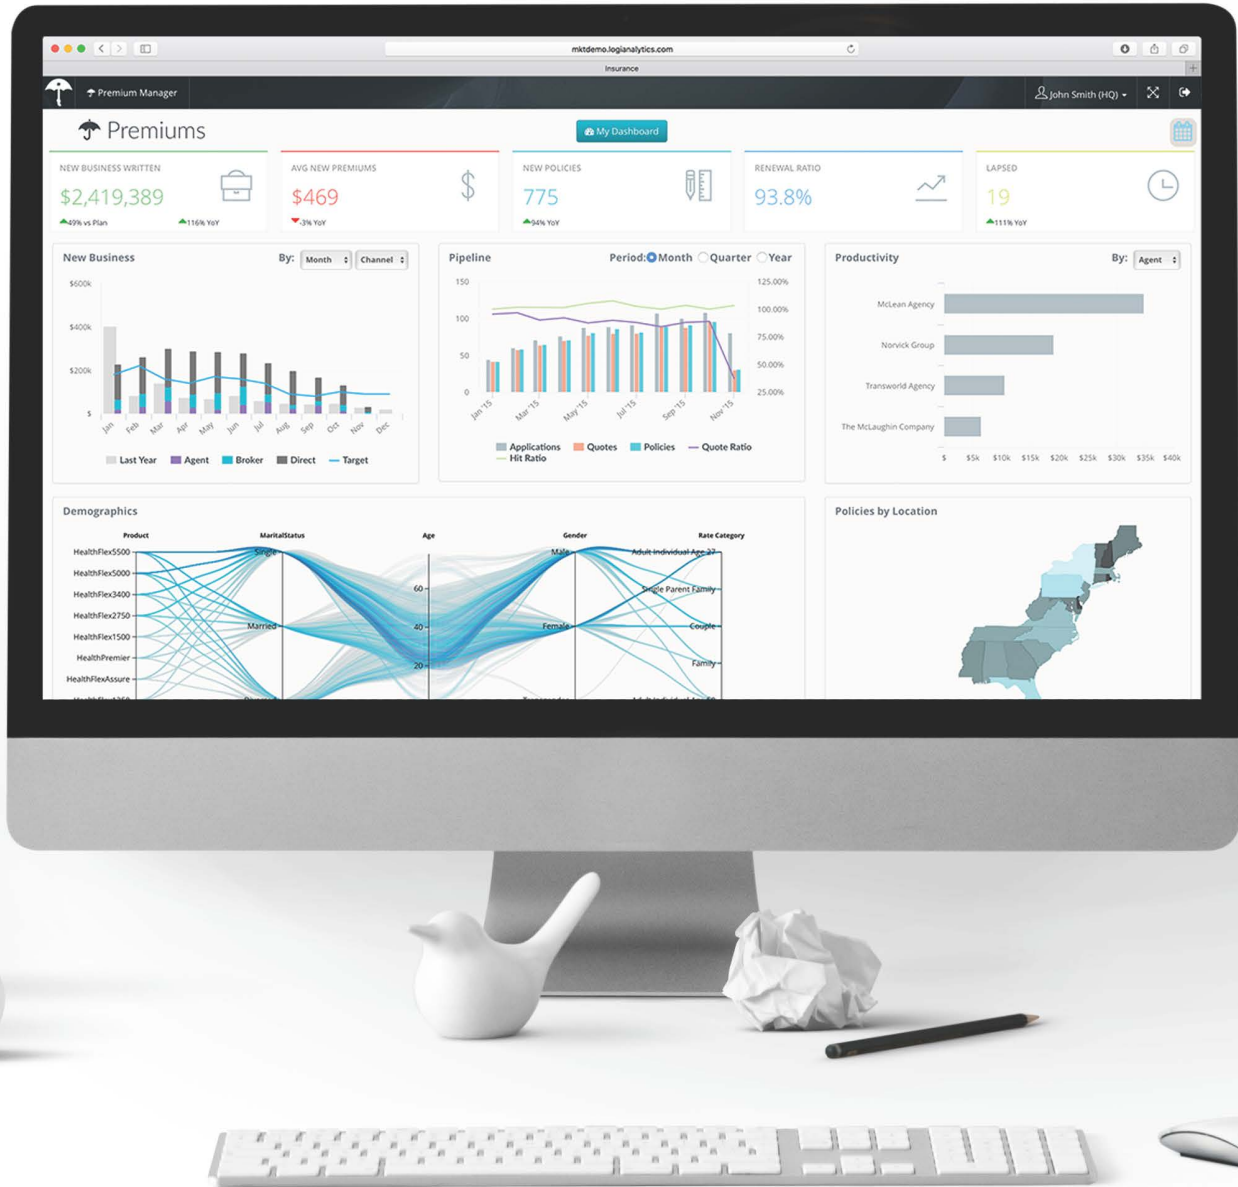 mktdemo.logianalytics.com
Insurance
Premium Manager
John Smith (HQ)
Premiums
My Dashboard
NEW BUSINESS WRITTEN
$2,419,389
49% vs Plan 116% YoY
AVG NEW PREMIUMS
$469
-3% YoY
NEW POLICIES
775
94% YoY
RENEWAL RATIO
93.8%
LAPSED
19
111% YoY
New Business By: Month Channel
$600k
$400k
$200k
$
Jan Feb Mar Apr May Jun Jul Aug Sep Oct Nov Dec
Last Year Agent Broker Direct Target
Pipeline Period: Month Quarter Year
150 125.00%
100 100.00%
75.00%
50 50.00%
0 25.00%
Jan '15 Mar '15 May '15 Jul '15 Sep '15 Nov '15
Applications Quotes Policies Quote Ratio
Hit Ratio
Productivity By: Agent
McLean Agency
Norvick Group
Transworld Agency
The McLaughin Company
$ $5k $10k $15k $20k $25k $30k $35k $40k
Demographics
Product MaritalStatus Age Gender Rate Category
HealthFlex5500 Single Male Adult Individual Age 27
HealthFlex5000
HealthFlex3400 60 Single Parent Family
HealthFlex2750
Married 40 Female Couple
HealthFlex1500
HealthPremier 20 Family
HealthFlexAssure
Policies by Location